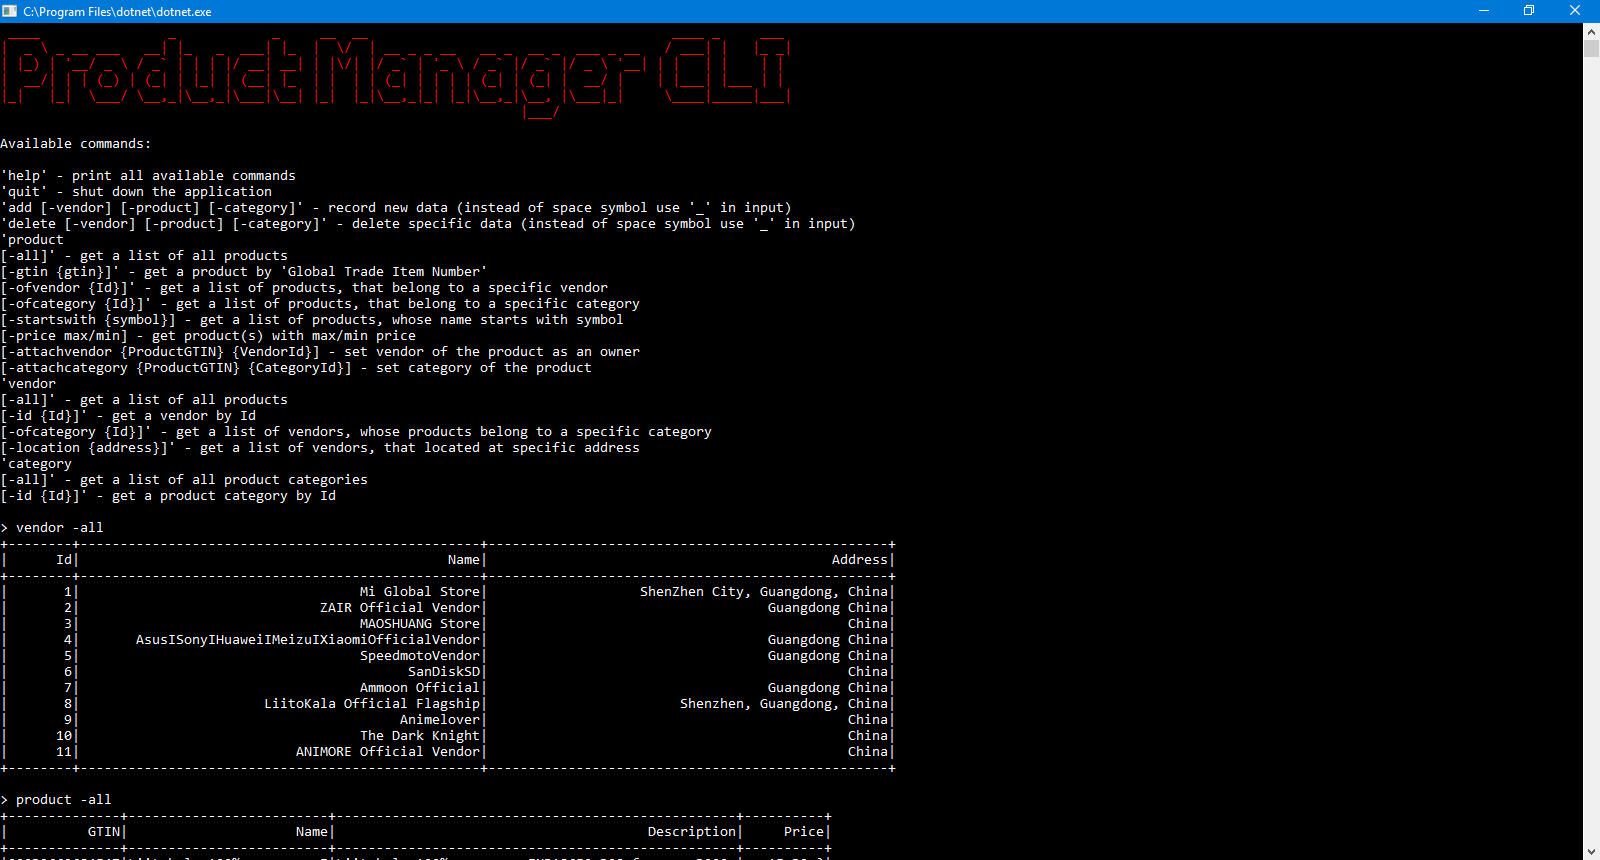 C:\Program Files\dotnet\dotnet.exe
Product Manager CLI
Available commands:
'help' - print all available commands
'quit' - shut down the application
'add [-vendor] [-product] [-category]' - record new data (instead of space symbol use '_' in input)
'delete [-vendor] [-product] [-category]' - delete specific data (instead of space symbol use '_' in input)
'product
[-all]' - get a list of all products
[-gtin {gtin}]' - get a product by 'Global Trade Item Number'
[-ofvendor {Id}]' - get a list of products, that belong to a specific vendor
[-ofcategory {Id}]' - get a list of products, that belong to a specific category
[-startswith {symbol}] - get a list of products, whose name starts with symbol
[-price max/min] - get product(s) with max/min price
[-attachvendor {ProductGTIN} {VendorId}] - set vendor of the product as an owner
[-attachcategory {ProductGTIN} {CategoryId}] - set category of the product
'vendor
[-all]' - get a list of all products
[-id {Id}]' - get a vendor by Id
[-ofcategory {Id}]' - get a list of vendors, whose products belong to a specific category
[-location {address}]' - get a list of vendors, that located at specific address
'category
[-all]' - get a list of all product categories
[-id {Id}]' - get a product category by Id
> vendor -all
| Id| Name| Address|
| 1| Mi Global Store| ShenZhen City, Guangdong, China|
| 2| ZAIR Official Vendor| Guangdong China|
| 3| MAOSHUANG Store| China|
| 4| AsusISonyIHuaweiIMeizuIXiaomiOfficialVendor| Guangdong China|
| 5| SpeedmotoVendor| Guangdong China|
| 6| SanDiskSD| China|
| 7| Ammoon Official| Guangdong China|
| 8| LiitoKala Official Flagship| Shenzhen, Guangdong, China|
| 9| Animelover| China|
| 10| The Dark Knight| China|
| 11| ANIMORE Official Vendor| China|
> product -all
| GTIN| Name| Description| Price|